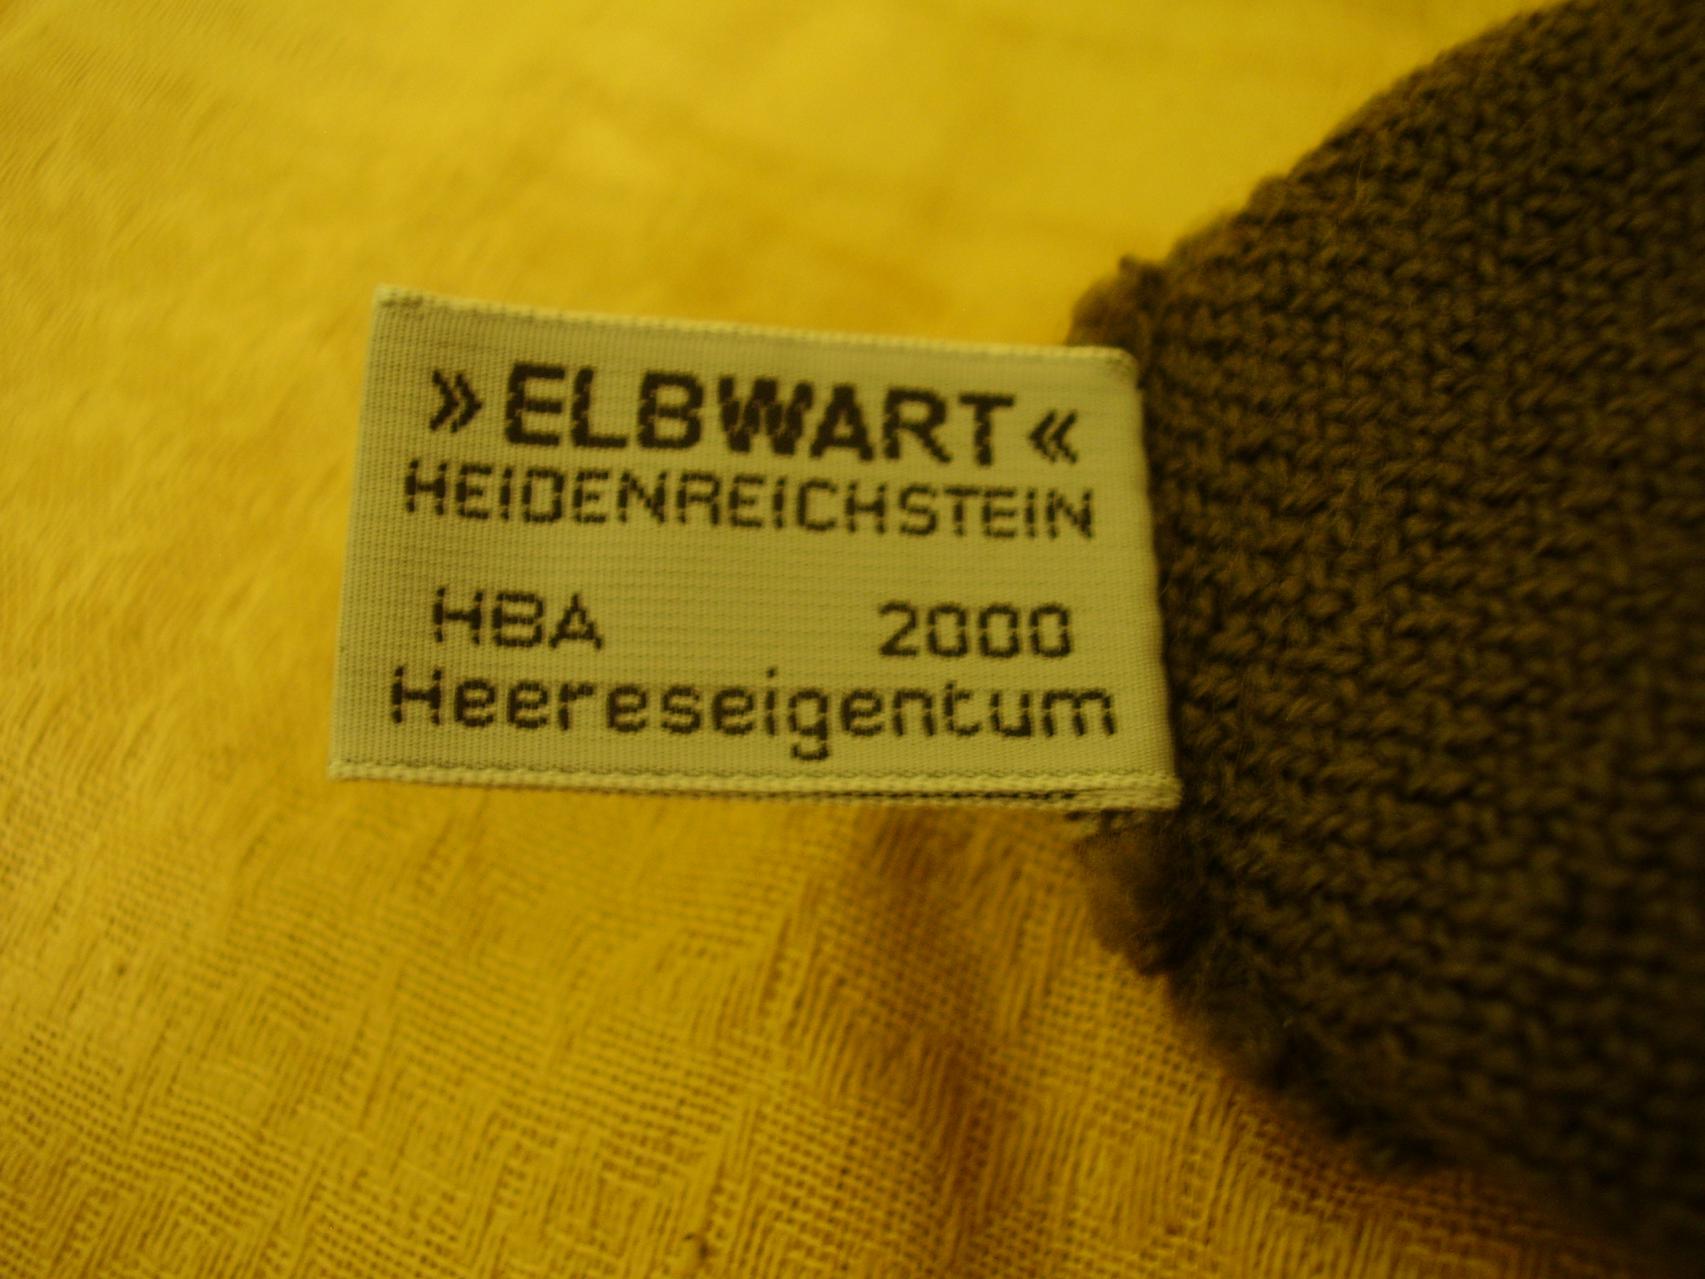 »ELBWART«
HEIDENREICHSTEIN
HBA 2000
Heereseigentum